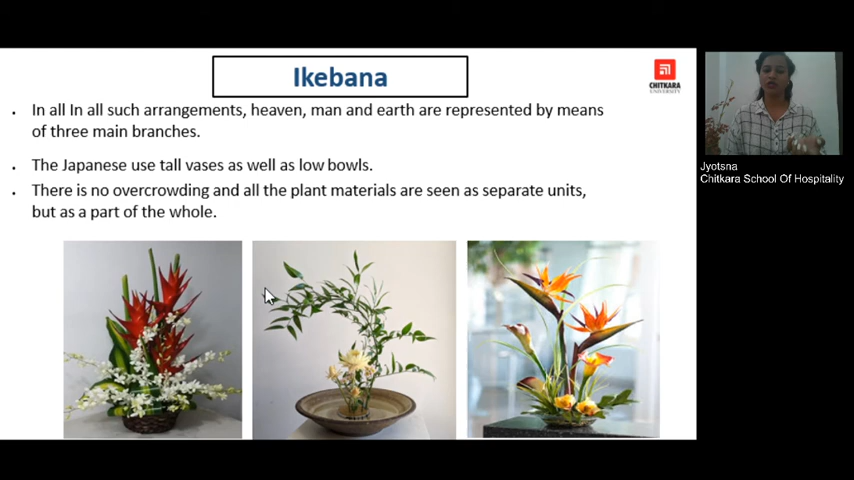 Ikebana
CHITKARA
UNIVERSITY
In all In all such arrangements, heaven, man and earth are represented by means
of three main branches.
The Japanese use tall vases as well as low bowls.
There is no overcrowding and all the plant materials are seen as separate units,
but as a part of the whole.
Jyotsna
Chitkara School Of Hospitality